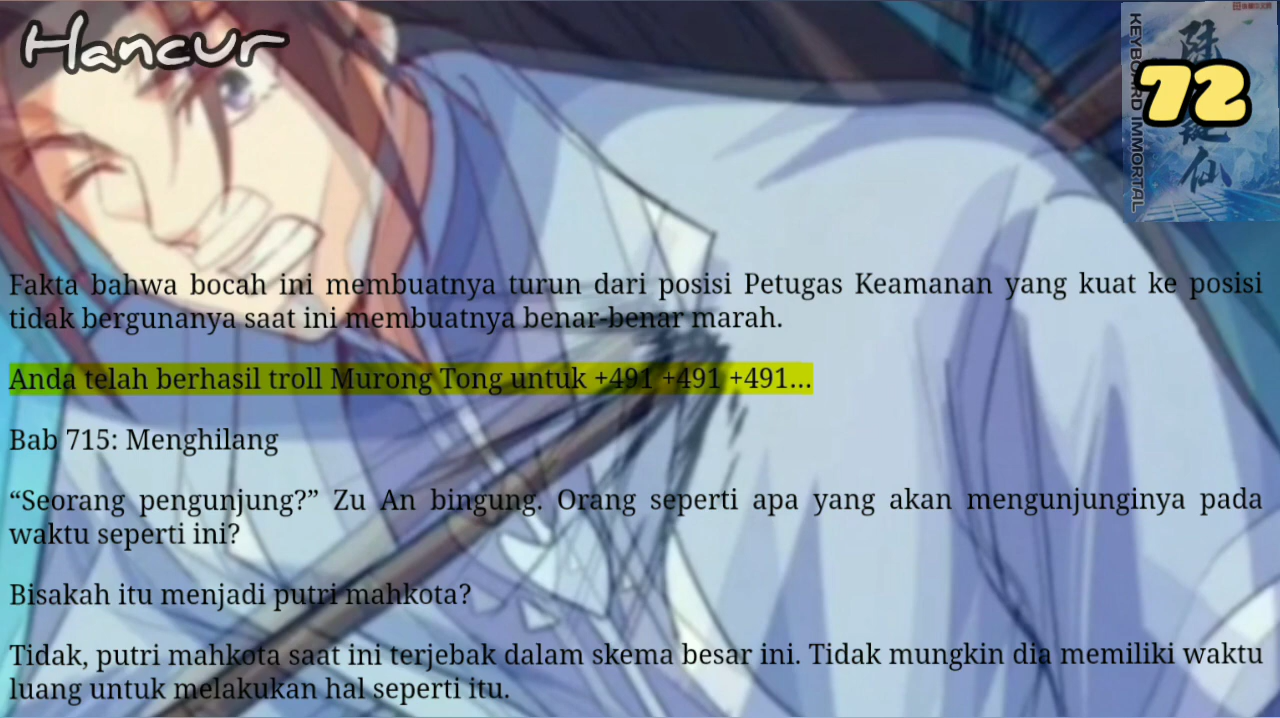 Hancur
72
KEYBOARD IMMORTAL
Fakta bahwa bocah ini membuatnya turun dari posisi Petugas Keamanan yang kuat ke posisi
tidak bergunanya saat ini membuatnya benar-benar marah.
Anda telah berhasil troll Murong Tong untuk +491 +491 +491...
Bab 715: Menghilang
“Seorang pengunjung?” Zu An bingung. Orang seperti apa yang akan mengunjunginya pada
waktu seperti ini?
Bisakah itu menjadi putri mahkota?
Tidak, putri mahkota saat ini terjebak dalam skema besar ini. Tidak mungkin dia memiliki waktu
luang untuk melakukan hal seperti itu.